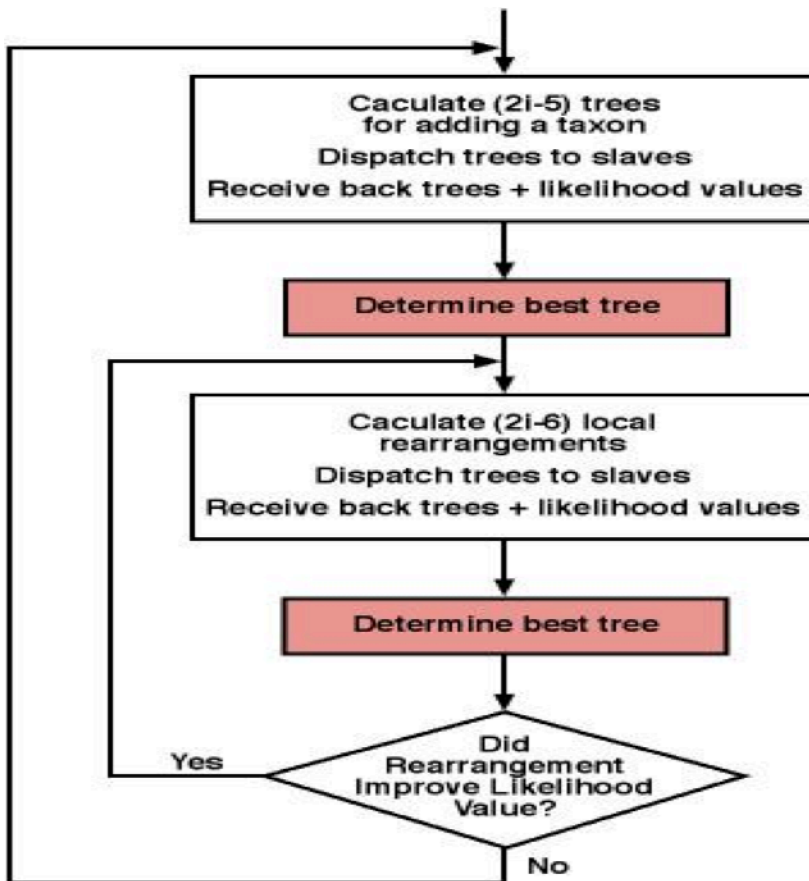 Caculate (2i-5) trees
for adding a taxon
Dispatch trees to slaves
Receive back trees + likelihood values
Determine best tree
Caculate (2i-6) local
rearrangements
Dispatch trees to slaves
Receive back trees + likelihood values
Determine best tree
Did
Rearrangement
Improve Likelihood
Value?
Yes
No